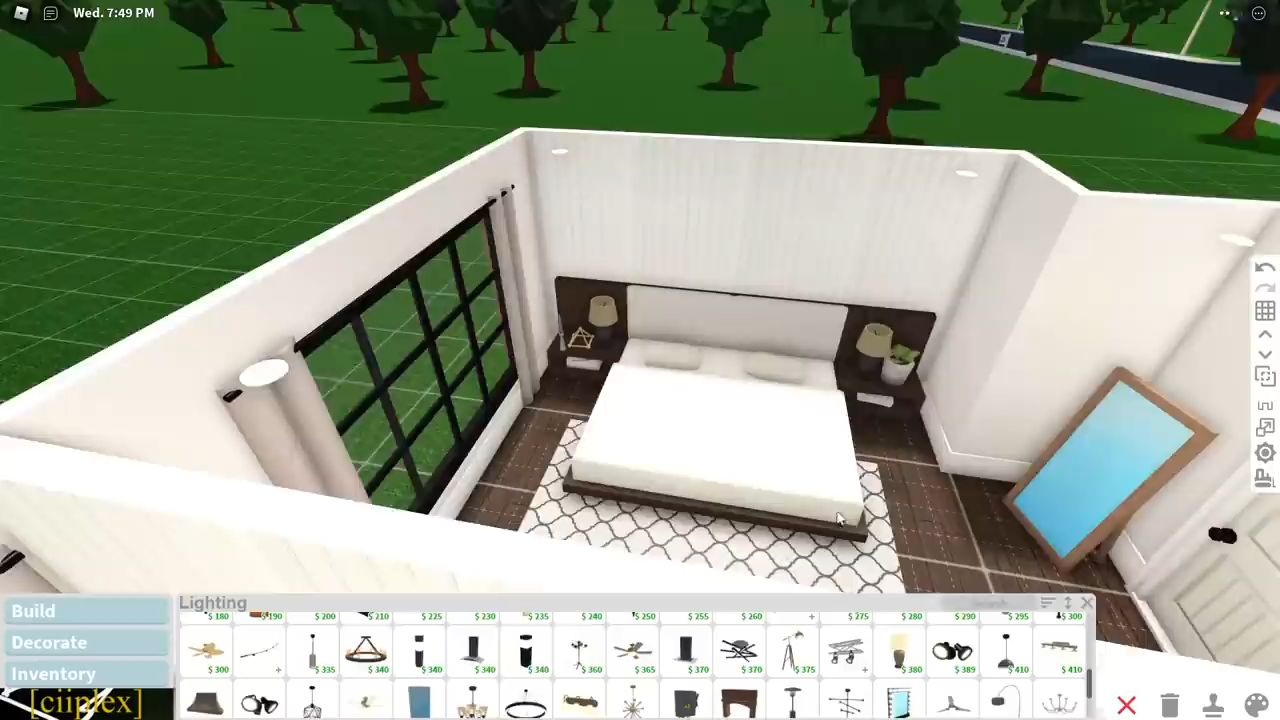 Wed. 7:49 PM
Build
Decorate
Inventory
Lighting
$180 $190 $200 $210 $225 $230 $235 $240 $250 $255 $260 + $275 $280 $290 $295 $300
$300 + $335 $340 $340 $340 $340 $360 $365 $370 $370 $375 + $380 $389 $410 $410
[ciiplex]